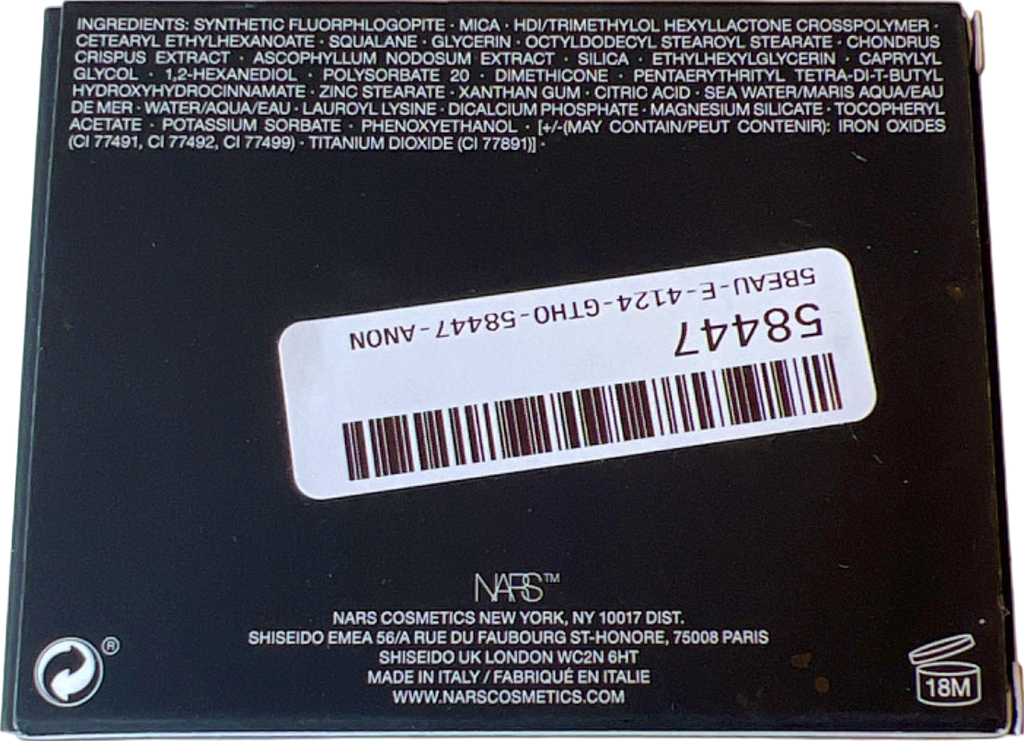 INGREDIENTS: SYNTHETIC FLUORPHLOGOPITE · MICA · HDI/TRIMETHYLOL HEXYLLACTONE CROSSPOLYMER ·
CETEARYL ETHYLHEXANOATE · SQUALANE · GLYCERIN · OCTYLDODECYL STEAROYL STEARATE · CHONDRUS
CRISPUS EXTRACT · ASCOPHYLLUM NODOSUM EXTRACT · SILICA · ETHYLHEXYLGLYCERIN · CAPRYLYL
GLYCOL · 1,2-HEXANEDIOL · POLYSORBATE 20 · DIMETHICONE · PENTAERYTHRITYL TETRA-DI-T-BUTYL
HYDROXYHYDROCINNAMATE · ZINC STEARATE · XANTHAN GUM · CITRIC ACID · SEA WATER/MARIS AQUA/EAU
DE MER · WATER/AQUA/EAU · LAUROYL LYSINE · DICALCIUM PHOSPHATE · MAGNESIUM SILICATE · TOCOPHERYL
ACETATE · POTASSIUM SORBATE · PHENOXYETHANOL · [+/-(MAY CONTAIN/PEUT CONTENIR): IRON OXIDES
(CI 77491, CI 77492, CI 77499) · TITANIUM DIOXIDE (CI 77891)] ·
5BEAU-E-4124-GTHO-58447-ANON
58447
NARS™
NARS COSMETICS NEW YORK, NY 10017 DIST.
SHISEIDO EMEA 56/A RUE DU FAUBOURG ST-HONORE, 75008 PARIS
SHISEIDO UK LONDON WC2N 6HT
MADE IN ITALY / FABRIQUÉ EN ITALIE
WWW.NARSCOSMETICS.COM
®
18M